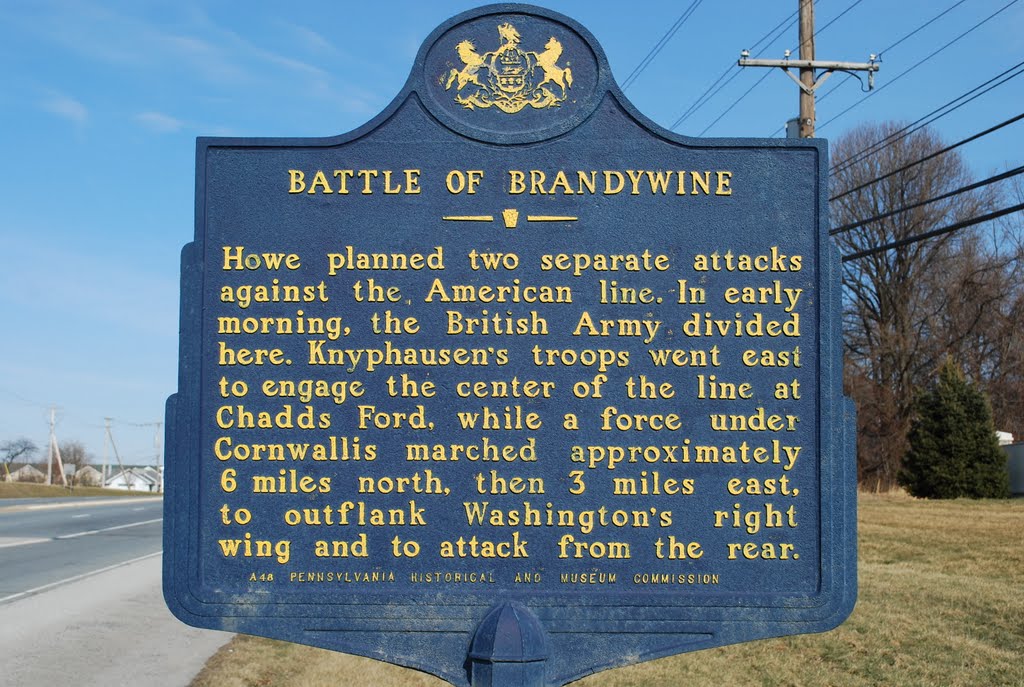 BATTLE OF BRANDYWINE
Howe planned two separate attacks
against the American line. In early
morning, the British Army divided
here. Knyphausen's troops went east
to engage the center of the line at
Chadds Ford, while a force under
Cornwallis marched approximately
6 miles north, then 3 miles east,
to outflank Washington's right
wing and to attack from the rear.
A48 PENNSYLVANIA HISTORICAL AND MUSEUM COMMISSION